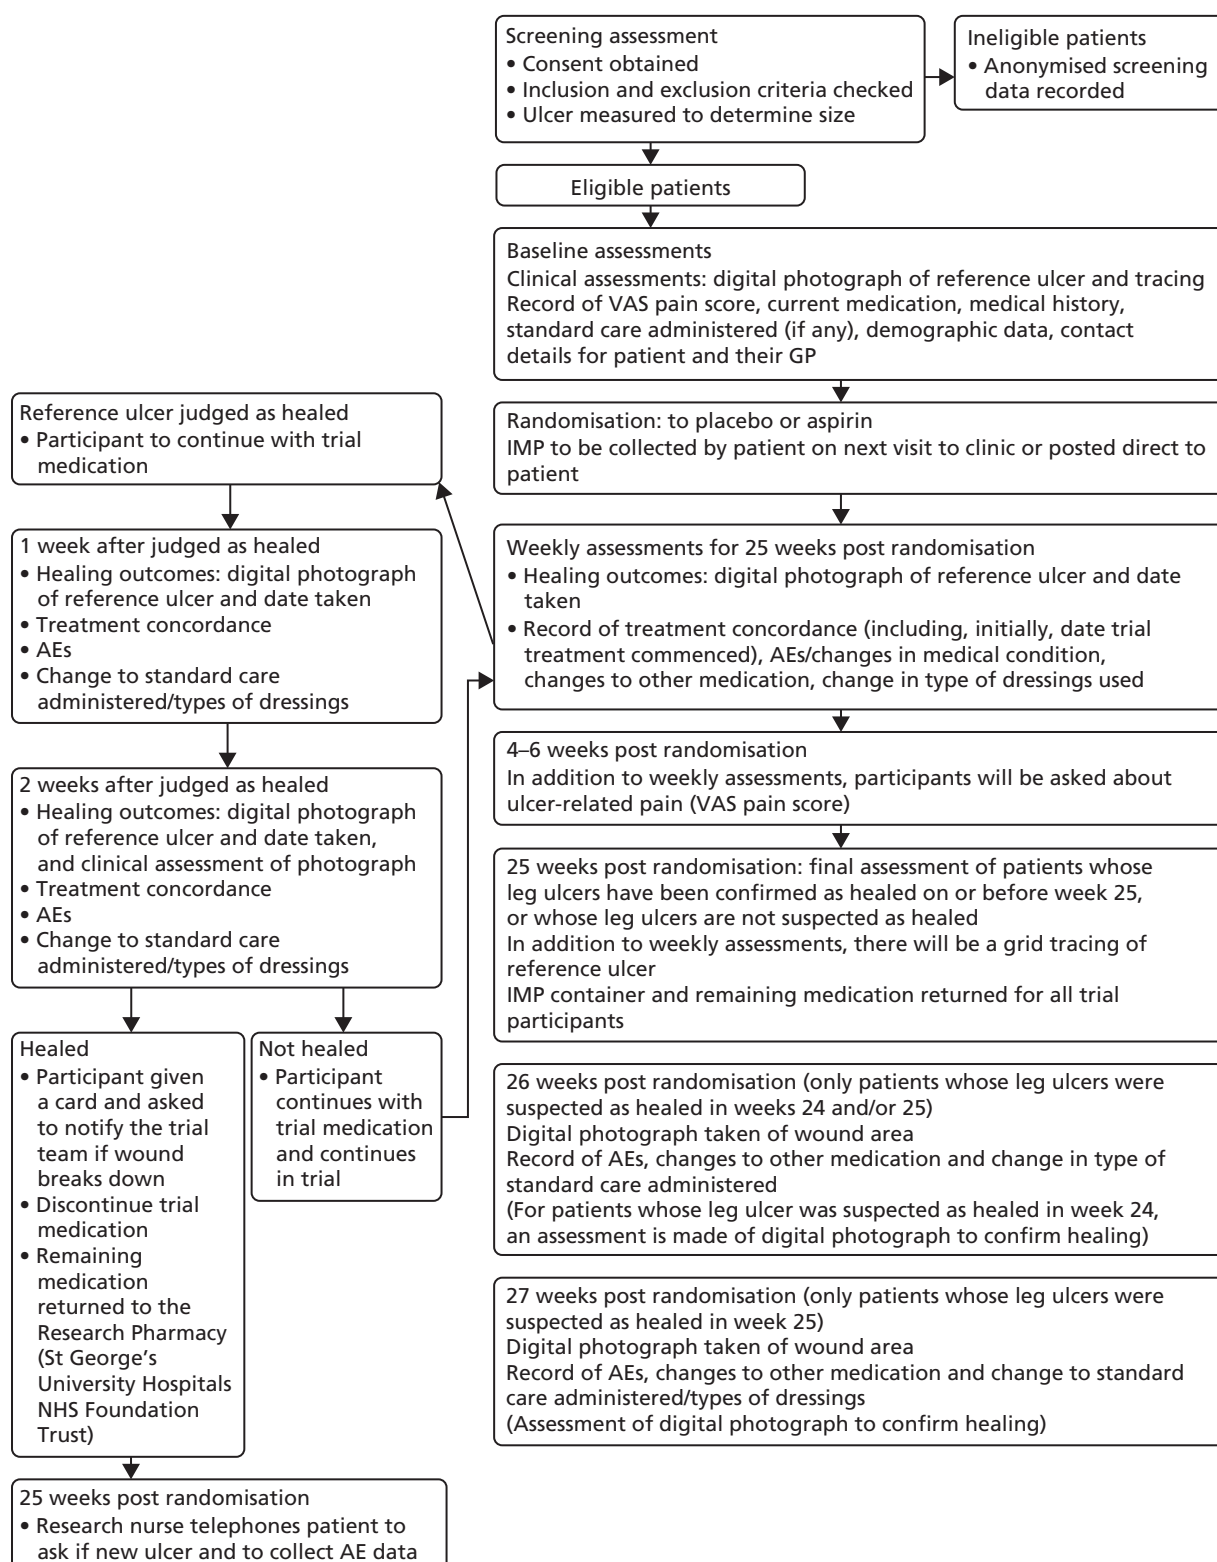 Screening assessment
• Consent obtained
• Inclusion and exclusion criteria checked
• Ulcer measured to determine size
Ineligible patients
• Anonymised screening
data recorded
Eligible patients
Baseline assessments
Clinical assessments: digital photograph of reference ulcer and tracing
Record of VAS pain score, current medication, medical history,
standard care administered (if any), demographic data, contact
details for patient and their GP
Randomisation: to placebo or aspirin
IMP to be collected by patient on next visit to clinic or posted direct to
patient
Weekly assessments for 25 weeks post randomisation
• Healing outcomes: digital photograph of reference ulcer and date
taken
• Record of treatment concordance (including, initially, date trial
treatment commenced), AEs/changes in medical condition,
changes to other medication, change in type of dressings used
4–6 weeks post randomisation
In addition to weekly assessments, participants will be asked about
ulcer-related pain (VAS pain score)
25 weeks post randomisation: final assessment of patients whose
leg ulcers have been confirmed as healed on or before week 25,
or whose leg ulcers are not suspected as healed
In addition to weekly assessments, there will be a grid tracing of
reference ulcer
IMP container and remaining medication returned for all trial
participants
26 weeks post randomisation (only patients whose leg ulcers were
suspected as healed in weeks 24 and/or 25)
Digital photograph taken of wound area
Record of AEs, changes to other medication and change in type of
standard care administered
(For patients whose leg ulcer was suspected as healed in week 24,
an assessment is made of digital photograph to confirm healing)
27 weeks post randomisation (only patients whose leg ulcers were
suspected as healed in week 25)
Digital photograph taken of wound area
Record of AEs, changes to other medication and change to standard
care administered/types of dressings
(Assessment of digital photograph to confirm healing)
Reference ulcer judged as healed
• Participant to continue with trial
medication
1 week after judged as healed
• Healing outcomes: digital photograph
of reference ulcer and date taken
• Treatment concordance
• AEs
• Change to standard care
administered/types of dressings
2 weeks after judged as healed
• Healing outcomes: digital photograph
of reference ulcer and date taken,
and clinical assessment of photograph
• Treatment concordance
• AEs
• Change to standard care
administered/types of dressings
Healed
• Participant given
a card and asked
to notify the trial
team if wound
breaks down
• Discontinue trial
medication
• Remaining
medication
returned to the
Research Pharmacy
(St George’s
University Hospitals
NHS Foundation
Trust)
Not healed
• Participant
continues with
trial medication
and continues
in trial
25 weeks post randomisation
• Research nurse telephones patient to
ask if new ulcer and to collect AE data